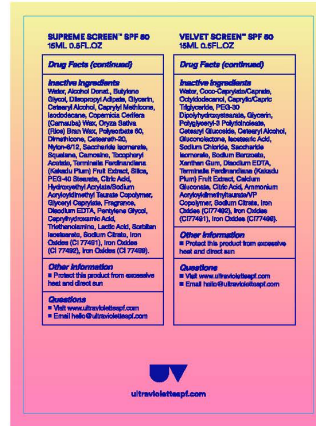 SUPREME SCREEN™ SPF 50
15ML 0.5FL.OZ
Drug Facts (continued)
Inactive Ingredients
Water, Alcohol Denat., Butylene
Glycol, Diisopropyl Adipate, Glycerin,
Cetearyl Alcohol, Caprylyl Methicone,
Isododecane, Copernicia Cerifera
(Carnauba) Wax, Oryza Sativa
(Rice) Bran Wax, Polysorbate 60,
Dimethicone, Ceteareth-20,
Nylon-6/12, Saccharide Isomerate,
Squalane, Carnosine, Tocopheryl
Acetate, Terminalia Ferdinandiana
(Kakadu Plum) Fruit Extract, Silica,
PEG-40 Stearate, Citric Acid,
Hydroxyethyl Acrylate/Sodium
Acryloyldimethyl Taurate Copolymer,
Glyceryl Caprylate, Fragrance,
Disodium EDTA, Pentylene Glycol,
Caprylhydroxamic Acid,
Triethanolamine, Lactic Acid, Sorbitan
Isostearate, Sodium Citrate, Iron
Oxides (CI 77491), Iron Oxides
(CI 77492), Iron Oxides (CI 77499).
Other Information
▪ Protect this product from excessive
heat and direct sun
Questions
▪ Visit www.ultraviolettespf.com
▪ Email hello@ultraviolettespf.com
VELVET SCREEN™ SPF 50
15ML 0.5FL.OZ
Drug Facts (continued)
Inactive Ingredients
Water, Coco-Caprylate/Caprate,
Octyldodecanol, Caprylic/Capric
Triglyceride, PEG-30
Dipolyhydroxystearate, Glycerin,
Polyglyceryl-3 Polyricinoleate,
Cetearyl Glucoside, Cetearyl Alcohol,
Gluconolactone, Isostearic Acid,
Sodium Chloride, Saccharide
Isomerate, Sodium Benzoate,
Xanthan Gum, Disodium EDTA,
Terminalia Ferdinandiana (Kakadu
Plum) Fruit Extract, Calcium
Gluconate, Citric Acid, Ammonium
Acryloyldimethyltaurate/VP
Copolymer, Sodium Citrate, Iron
Oxides (CI77492), Iron Oxides
(CI77491), Iron Oxides (CI77499).
Other Information
▪ Protect this product from excessive
heat and direct sun
Questions
▪ Visit www.ultraviolettespf.com
▪ Email hello@ultraviolettespf.com
UV
ultraviolettespf.com